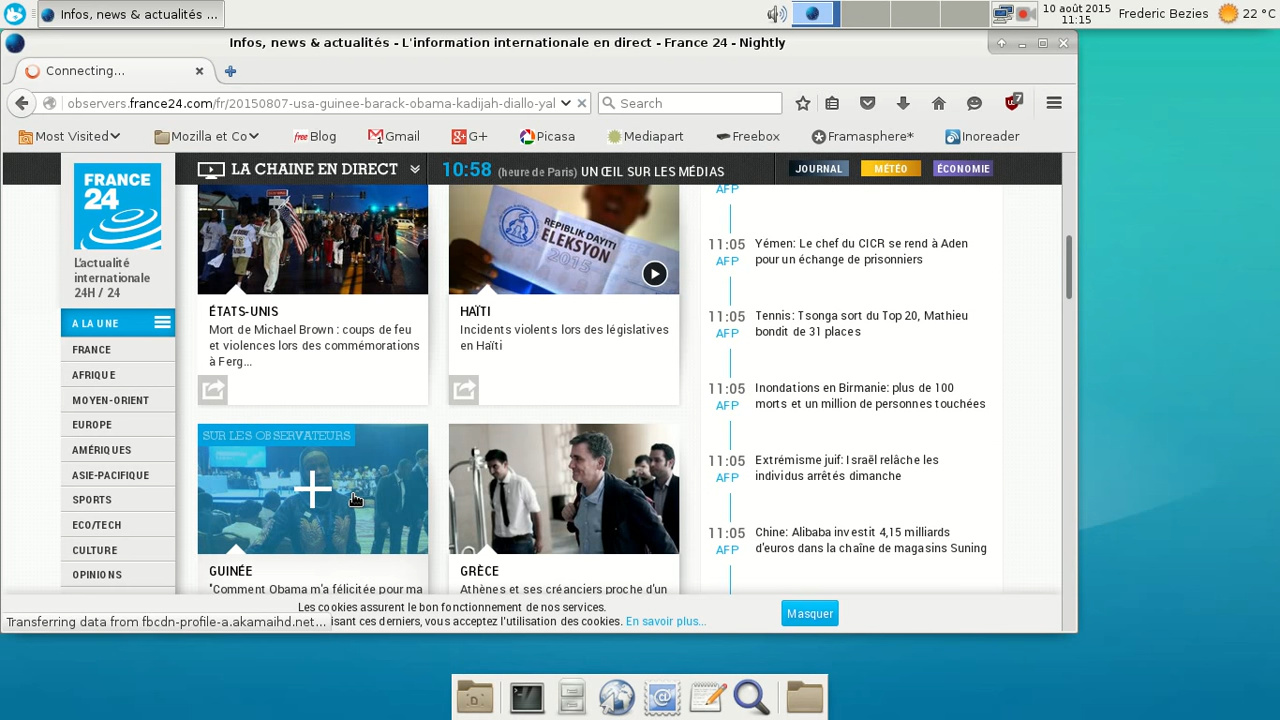 Infos, news & actualités ...
10 août 2015
11:15
Frederic Bezies
22 °C
Infos, news & actualités - L'information internationale en direct - France 24 - Nightly
Connecting...
observers.france24.com/fr/20150807-usa-guinee-barack-obama-kadijah-diallo-yal
Search
7
Most Visited
Mozilla et Co
free Blog
Gmail
G+
Picasa
Mediapart
Freebox
Framasphere*
Inoreader
FRANCE
24
L'actualité
internationale
24H / 24
LA CHAINE EN DIRECT
10:58 (heure de Paris) UN ŒIL SUR LES MÉDIAS
JOURNAL
MÉTÉO
ÉCONOMIE
A LA UNE
FRANCE
AFRIQUE
MOYEN-ORIENT
EUROPE
AMÉRIQUES
ASIE-PACIFIQUE
SPORTS
ECO/TECH
CULTURE
OPINIONS
ÉTATS-UNIS
Mort de Michael Brown : coups de feu
et violences lors des commémorations
à Ferg...
REPIBLIK DAYITI
ELEKSYON
2015
HAÏTI
Incidents violents lors des législatives
en Haïti
SUR LES OBSERVATEURS
GUINÉE
"Comment Obama m'a félicitée pour ma
GRÈCE
Athènes et ses créanciers proche d'un
AFP
11:05
AFP
Yémen: Le chef du CICR se rend à Aden
pour un échange de prisonniers
11:05
AFP
Tennis: Tsonga sort du Top 20, Mathieu
bondit de 31 places
11:05
AFP
Inondations en Birmanie: plus de 100
morts et un million de personnes touchées
11:05
AFP
Extrémisme juif: Israël relâche les
individus arrêtés dimanche
11:05
AFP
Chine: Alibaba investit 4,15 milliards
d'euros dans la chaîne de magasins Suning
Les cookies assurent le bon fonctionnement de nos services.
isant ces derniers, vous acceptez l'utilisation des cookies. En savoir plus...
Masquer
Transferring data from fbcdn-profile-a.akamaihd.net...